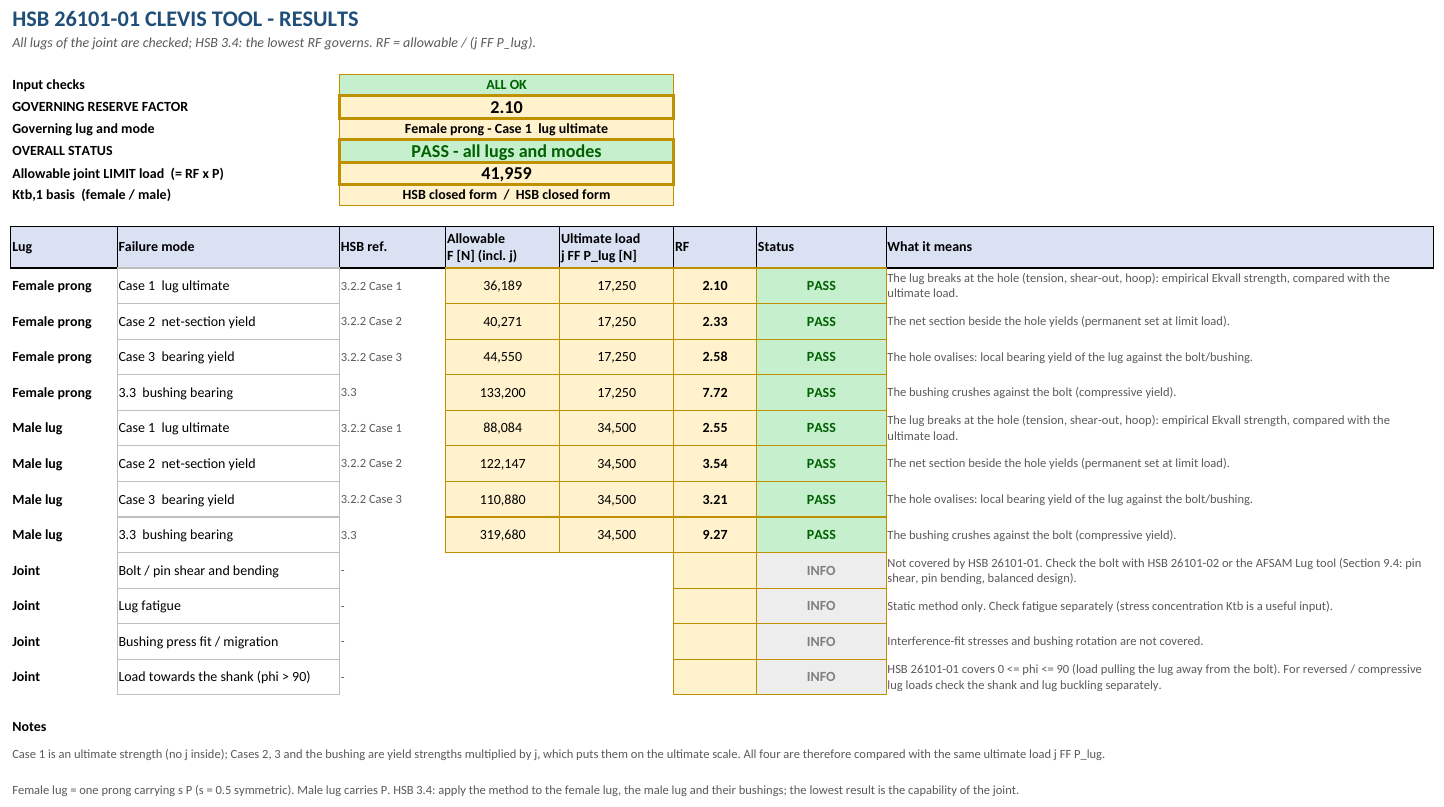 HSB 26101-01 CLEVIS TOOL - RESULTS
All lugs of the joint are checked; HSB 3.4: the lowest RF governs. RF = allowable / (j FF P_lug).
Input checks ALL OK
GOVERNING RESERVE FACTOR 2.10
Governing lug and mode Female prong - Case 1 lug ultimate
OVERALL STATUS PASS - all lugs and modes
Allowable joint LIMIT load (= RF x P) 41,959
Ktb,1 basis (female / male) HSB closed form / HSB closed form
Lug Failure mode HSB ref. Allowable F [N] (incl. j) Ultimate load j FF P_lug [N] RF Status What it means
Female prong Case 1 lug ultimate 3.2.2 Case 1 36,189 17,250 2.10 PASS The lug breaks at the hole (tension, shear-out, hoop): empirical Ekvall strength, compared with the
ultimate load.
Female prong Case 2 net-section yield 3.2.2 Case 2 40,271 17,250 2.33 PASS The net section beside the hole yields (permanent set at limit load).
Female prong Case 3 bearing yield 3.2.2 Case 3 44,550 17,250 2.58 PASS The hole ovalises: local bearing yield of the lug against the bolt/bushing.
Female prong 3.3 bushing bearing 3.3 133,200 17,250 7.72 PASS The bushing crushes against the bolt (compressive yield).
Male lug Case 1 lug ultimate 3.2.2 Case 1 88,084 34,500 2.55 PASS The lug breaks at the hole (tension, shear-out, hoop): empirical Ekvall strength, compared with the
ultimate load.
Male lug Case 2 net-section yield 3.2.2 Case 2 122,147 34,500 3.54 PASS The net section beside the hole yields (permanent set at limit load).
Male lug Case 3 bearing yield 3.2.2 Case 3 110,880 34,500 3.21 PASS The hole ovalises: local bearing yield of the lug against the bolt/bushing.
Male lug 3.3 bushing bearing 3.3 319,680 34,500 9.27 PASS The bushing crushes against the bolt (compressive yield).
Joint Bolt / pin shear and bending - INFO Not covered by HSB 26101-01. Check the bolt with HSB 26101-02 or the AFSAM Lug tool (Section 9.4: pin
shear, pin bending, balanced design).
Joint Lug fatigue - INFO Static method only. Check fatigue separately (stress concentration Ktb is a useful input).
Joint Bushing press fit / migration - INFO Interference-fit stresses and bushing rotation are not covered.
Joint Load towards the shank (phi > 90) - INFO HSB 26101-01 covers 0 <= phi <= 90 (load pulling the lug away from the bolt). For reversed / compressive
lug loads check the shank and lug buckling separately.
Notes
Case 1 is an ultimate strength (no j inside); Cases 2, 3 and the bushing are yield strengths multiplied by j, which puts them on the ultimate scale. All four are therefore compared with the same ultimate load j FF P_lug.
Female lug = one prong carrying s P (s = 0.5 symmetric). Male lug carries P. HSB 3.4: apply the method to the female lug, the male lug and their bushings; the lowest result is the capability of the joint.